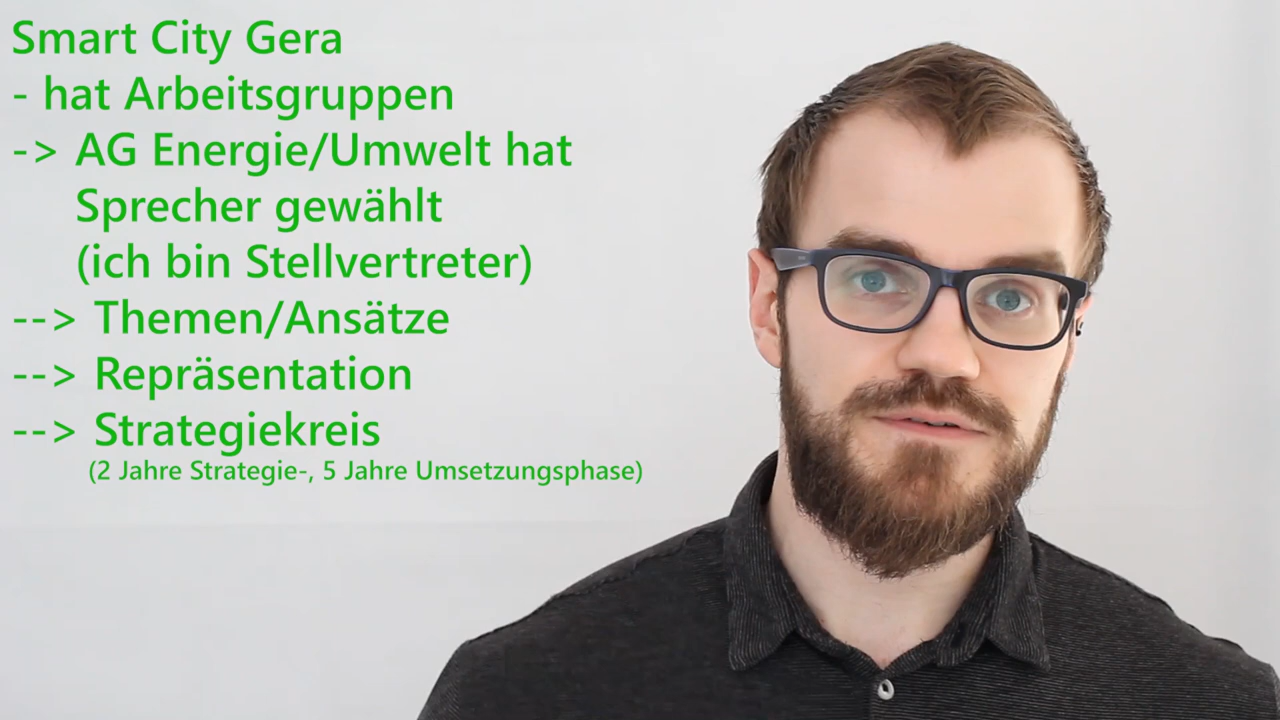 Smart City Gera
- hat Arbeitsgruppen
-> AG Energie/Umwelt hat
Sprecher gewählt
(ich bin Stellvertreter)
--> Themen/Ansätze
--> Repräsentation
--> Strategiekreis
(2 Jahre Strategie-, 5 Jahre Umsetzungsphase)